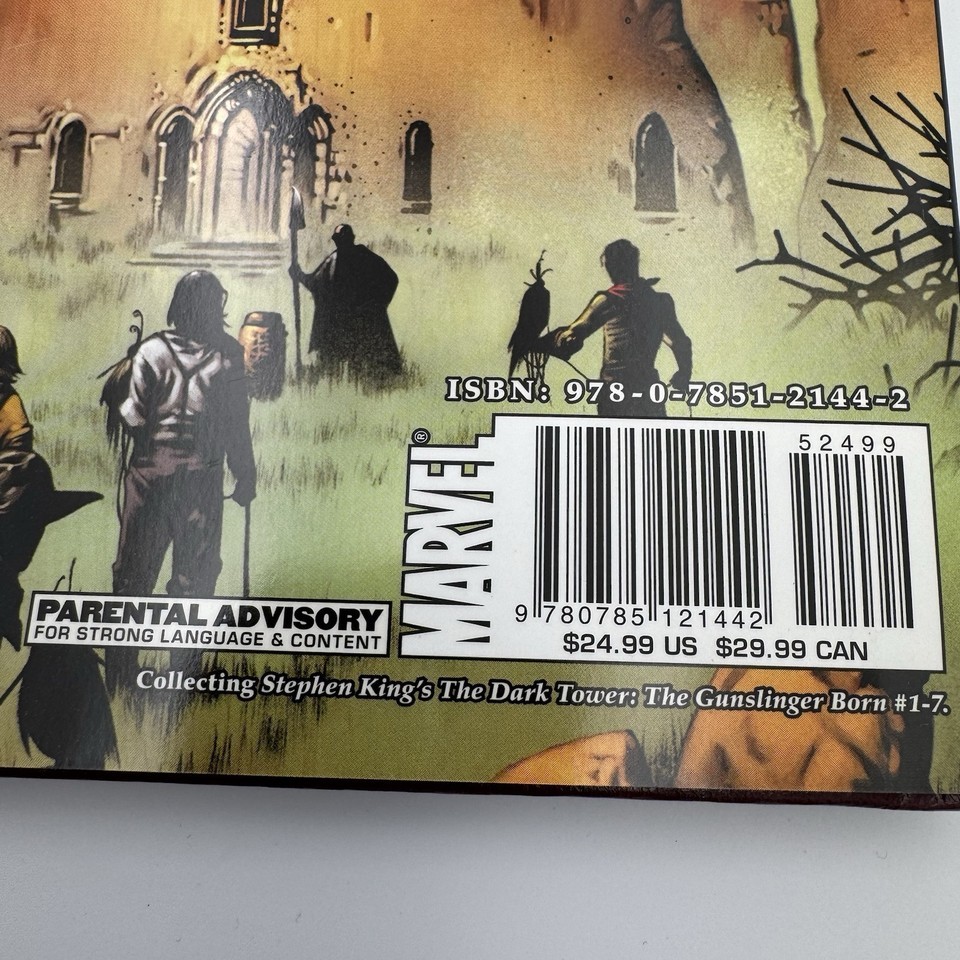 ISBN: 978-0-7851-2144-2
52499
MARVEL®
9 780785 121442
$24.99 US $29.99 CAN
PARENTAL ADVISORY
FOR STRONG LANGUAGE & CONTENT
Collecting Stephen King's The Dark Tower: The Gunslinger Born #1-7.